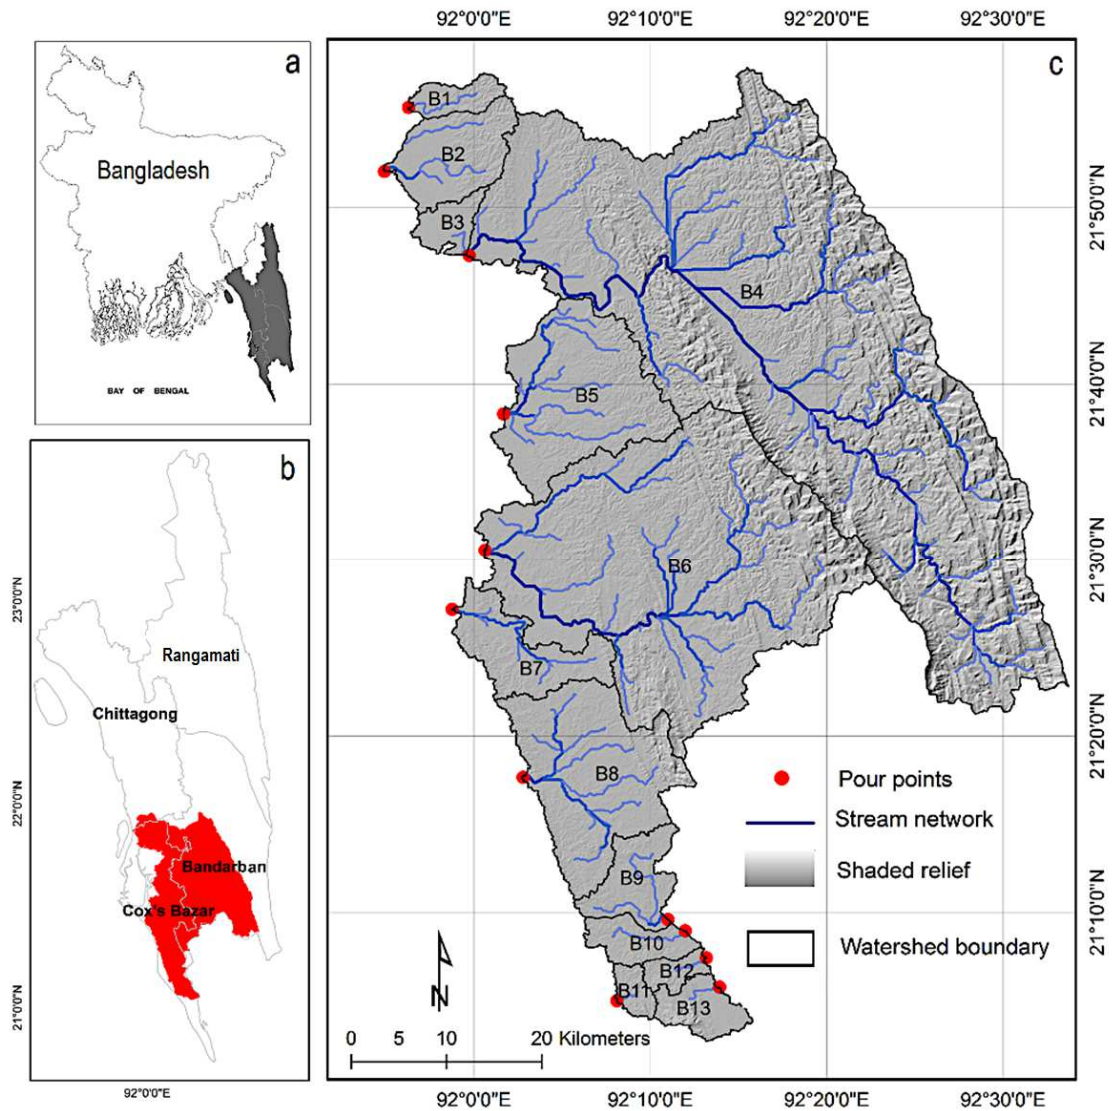 92°0'0"E 92°10'0"E 92°20'0"E 92°30'0"E
a
Bangladesh
BAY OF BENGAL
b
Rangamati
Chittagong
Bandarban
Cox's Bazar
23°0'0"N
22°0'0"N
21°0'0"N
92°0'0"E
c
B1
B2
B3
B4
B5
B6
B7
B8
B9
B10
B12
B11
B13
Pour points
Stream network
Shaded relief
Watershed boundary
N
0 5 10 20 Kilometers
21°50'0"N
21°40'0"N
21°30'0"N
21°20'0"N
21°10'0"N
92°0'0"E 92°10'0"E 92°20'0"E 92°30'0"E